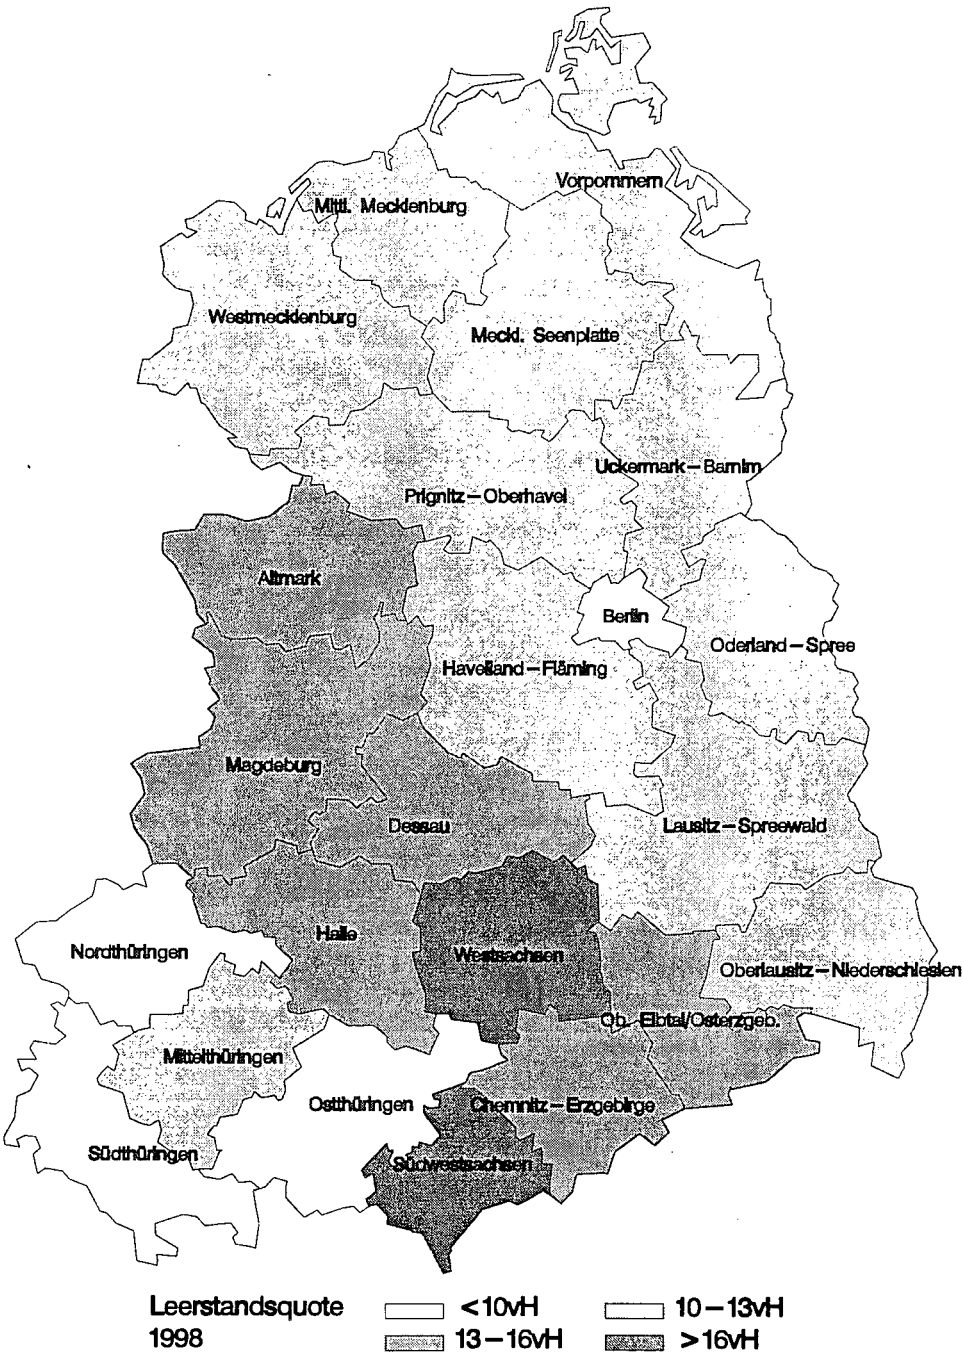 Vorpommern
Mittl. Mecklenburg
Westmecklenburg
Meckl. Seenplatte
Uckermark–Barnim
Prignitz–Oberhavel
Altmark
Berlin
Oderland–Spree
Havelland–Fläming
Magdeburg
Dessau
Lausitz–Spreewald
Halle
Nordthüringen
Westsachsen
Oberlausitz–Niederschlesien
Ob. Elbtal/Osterzgeb.
Mittelthüringen
Ostthüringen
Chemnitz–Erzgebirge
Südthüringen
Südwestsachsen
Leerstandsquote <10vH 10–13vH
1998 13–16vH >16vH